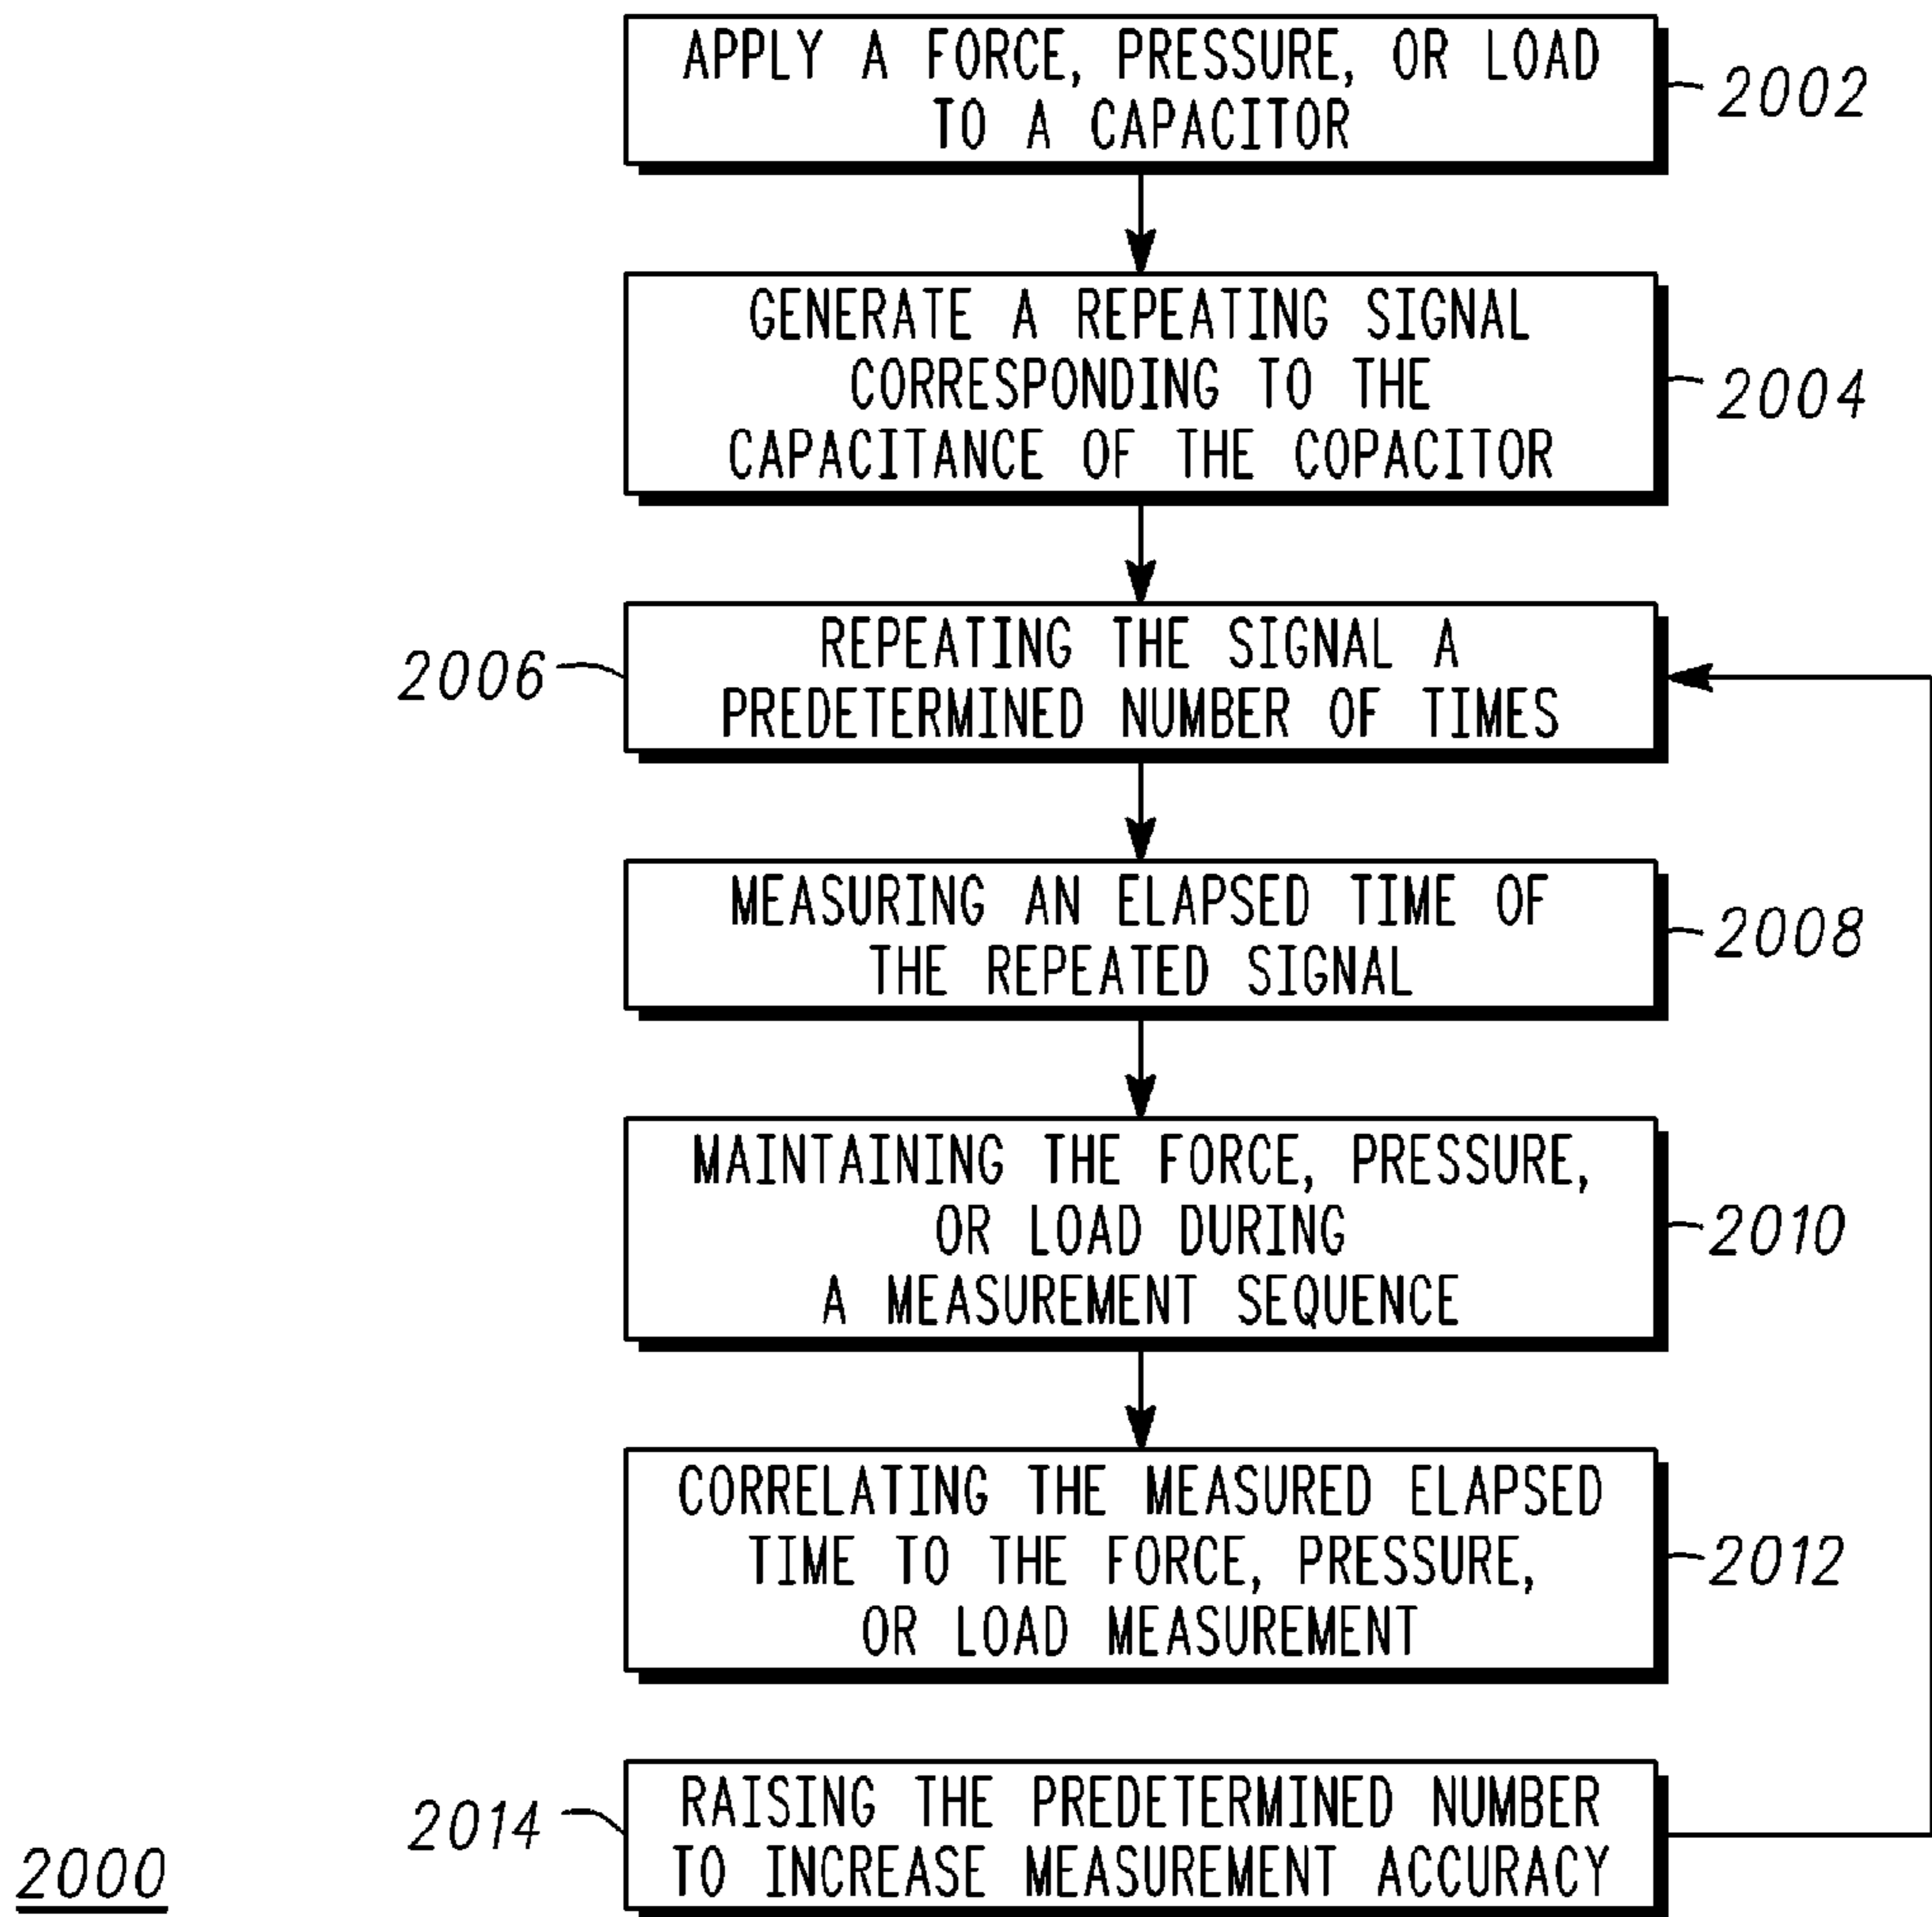 APPLY A FORCE, PRESSURE, OR LOAD
TO A CAPACITOR
2002
GENERATE A REPEATING SIGNAL
CORRESPONDING TO THE
CAPACITANCE OF THE COPACITOR
2004
REPEATING THE SIGNAL A
PREDETERMINED NUMBER OF TIMES
2006
MEASURING AN ELAPSED TIME OF
THE REPEATED SIGNAL
2008
MAINTAINING THE FORCE, PRESSURE,
OR LOAD DURING
A MEASUREMENT SEQUENCE
2010
CORRELATING THE MEASURED ELAPSED
TIME TO THE FORCE, PRESSURE,
OR LOAD MEASUREMENT
2012
RAISING THE PREDETERMINED NUMBER
TO INCREASE MEASUREMENT ACCURACY
2014
2000